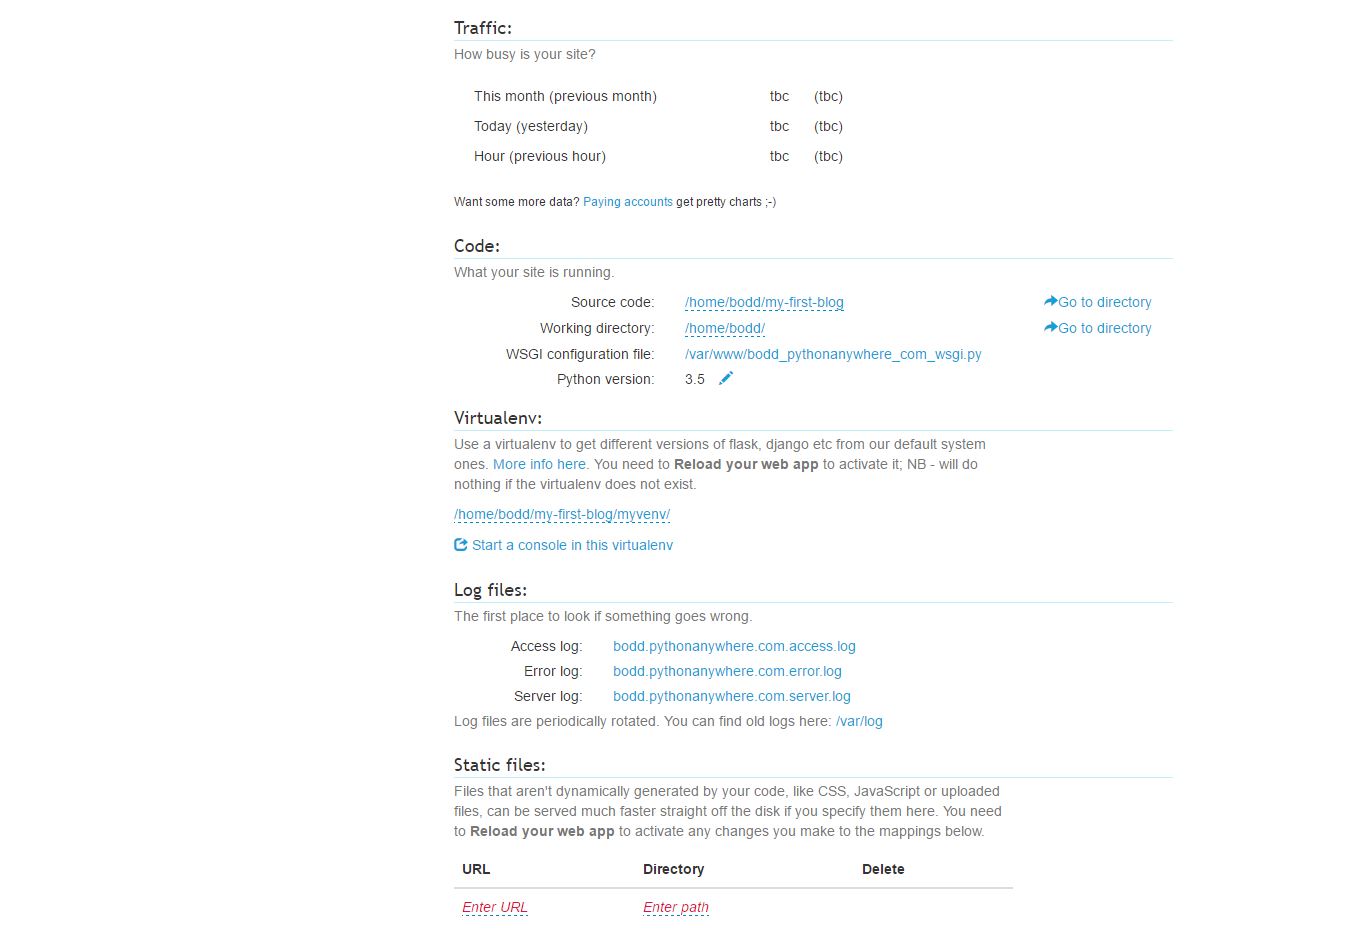 Traffic:
How busy is your site?
This month (previous month) tbc (tbc)
Today (yesterday) tbc (tbc)
Hour (previous hour) tbc (tbc)
Want some more data? Paying accounts get pretty charts ;-)
Code:
What your site is running.
Source code: /home/bodd/my-first-blog Go to directory
Working directory: /home/bodd/ Go to directory
WSGI configuration file: /var/www/bodd_pythonanywhere_com_wsgi.py
Python version: 3.5
Virtualenv:
Use a virtualenv to get different versions of flask, django etc from our default system
ones. More info here. You need to Reload your web app to activate it; NB - will do
nothing if the virtualenv does not exist.
/home/bodd/my-first-blog/myvenv/
Start a console in this virtualenv
Log files:
The first place to look if something goes wrong.
Access log: bodd.pythonanywhere.com.access.log
Error log: bodd.pythonanywhere.com.error.log
Server log: bodd.pythonanywhere.com.server.log
Log files are periodically rotated. You can find old logs here: /var/log
Static files:
Files that aren't dynamically generated by your code, like CSS, JavaScript or uploaded
files, can be served much faster straight off the disk if you specify them here. You need
to Reload your web app to activate any changes you make to the mappings below.
URL Directory Delete
Enter URL Enter path